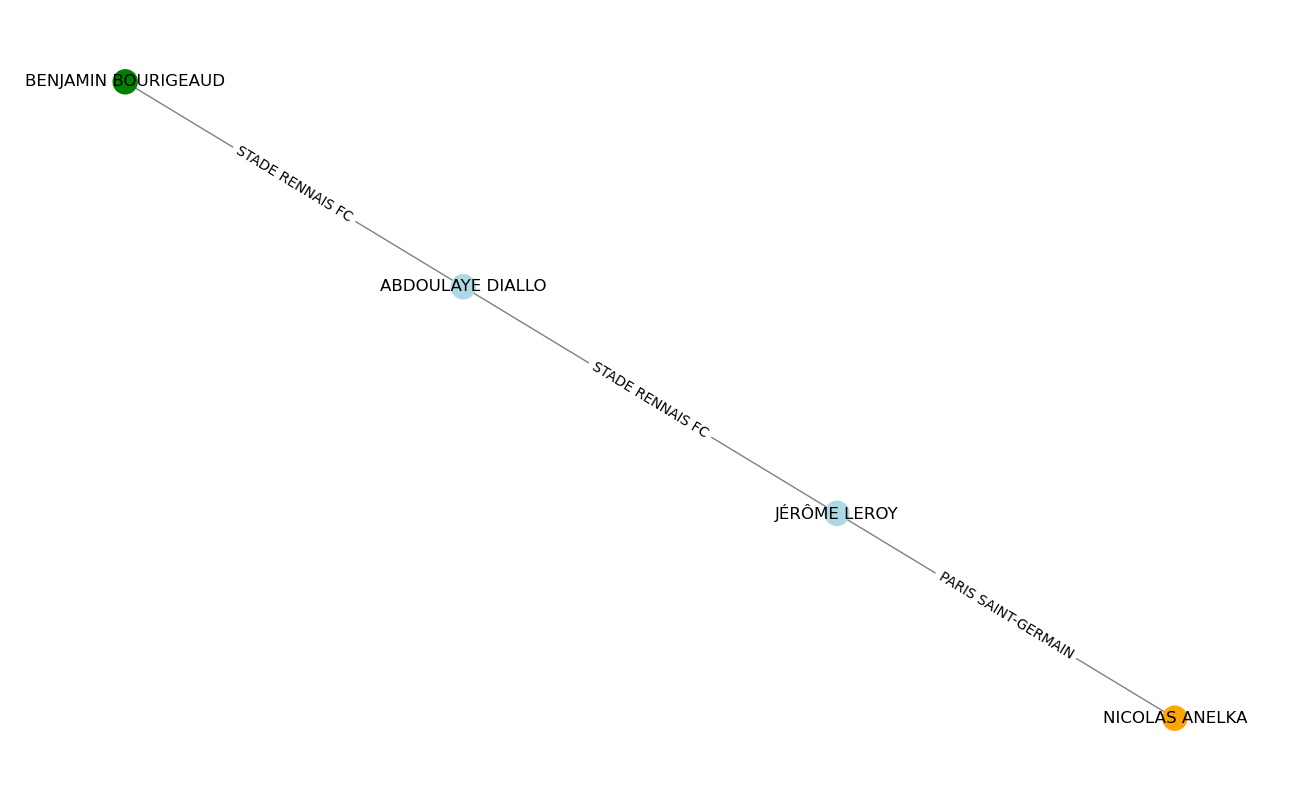 BENJAMIN BOURIGEAUD
STADE RENNAIS FC
ABDOULAYE DIALLO
STADE RENNAIS FC
JÉRÔME LEROY
PARIS SAINT-GERMAIN
NICOLAS ANELKA